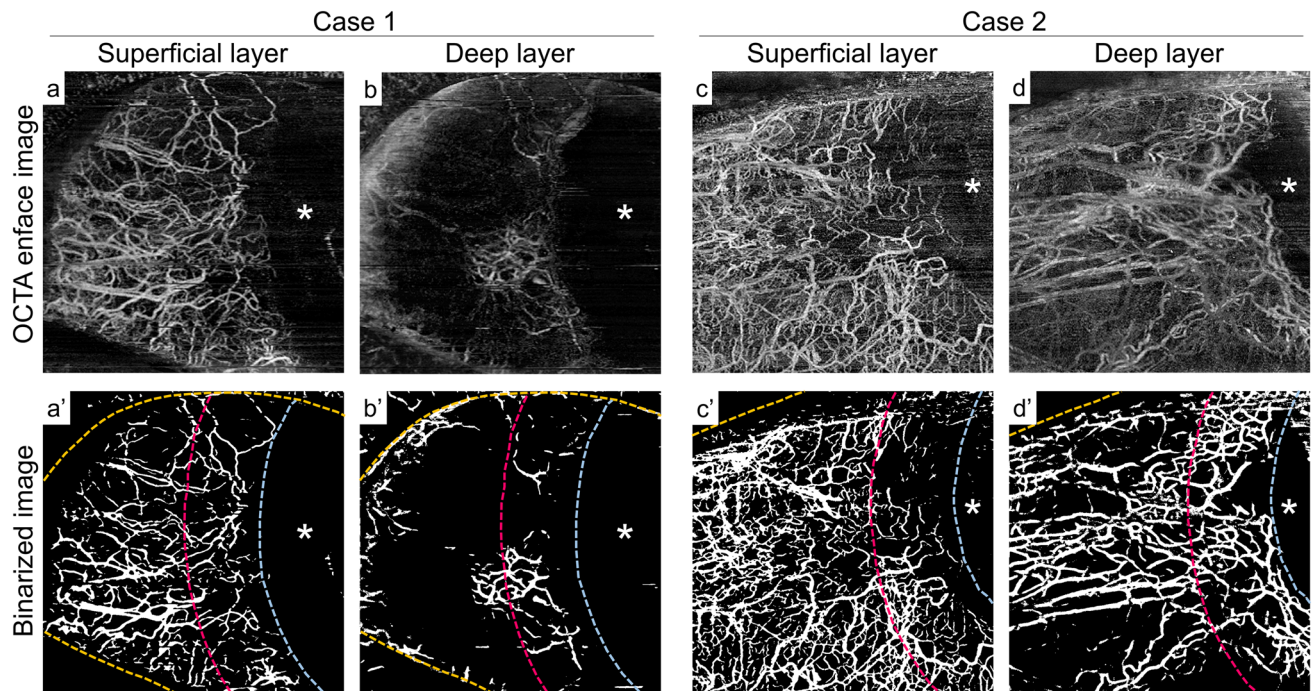 Case 1
Case 2
Superficial layer
Deep layer
Superficial layer
Deep layer
OCTA enface image
a
*
b
*
c
*
d
*
Binarized image
a'
*
b'
*
c'
*
d'
*